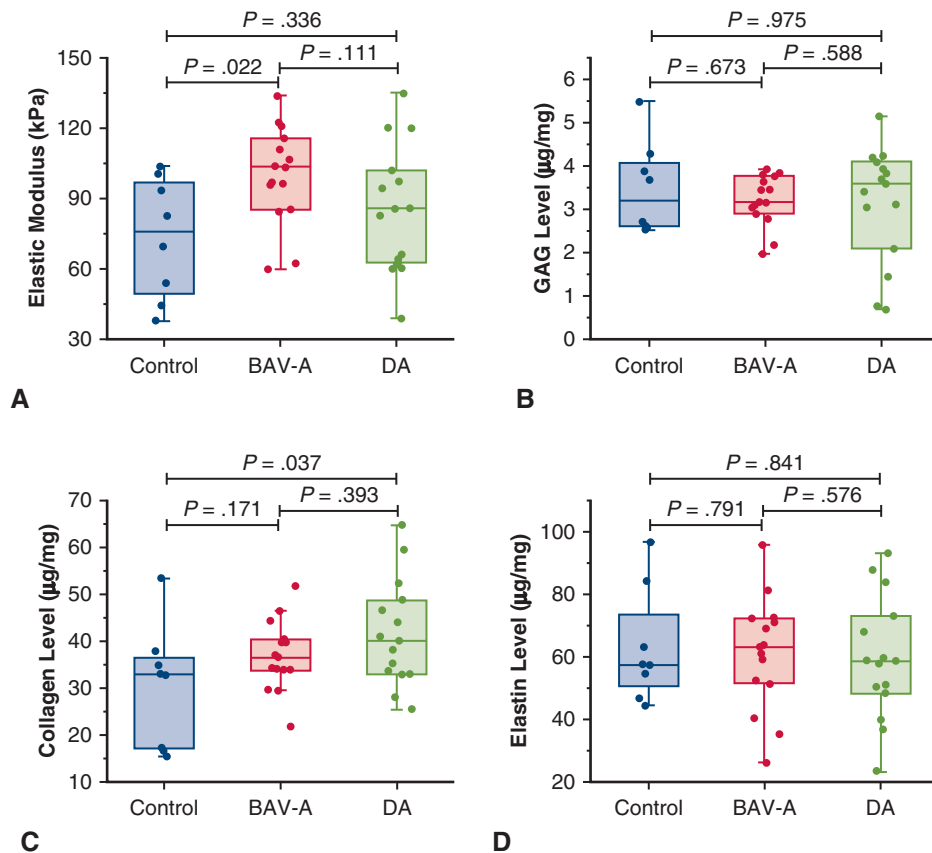 P = .336
P = .022
P = .111
150
120
90
60
30
Elastic Modulus (kPa)
Control
BAV-A
DA
A
P = .975
P = .673
P = .588
6
5
4
3
2
1
0
GAG Level (µg/mg)
Control
BAV-A
DA
B
P = .037
P = .171
P = .393
70
60
50
40
30
20
10
Collagen Level (µg/mg)
Control
BAV-A
DA
C
P = .841
P = .791
P = .576
100
80
60
40
20
Elastin Level (µg/mg)
Control
BAV-A
DA
D